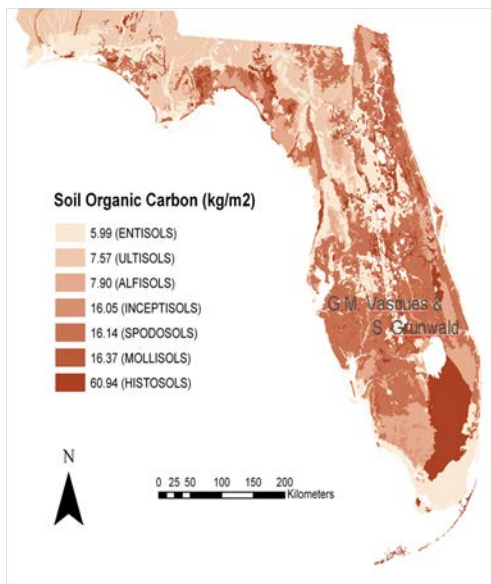 Soil Organic Carbon (kg/m2)
5.99 (ENTISOLS)
7.57 (ULTISOLS)
7.90 (ALFISOLS)
16.05 (INCEPTISOLS)
16.14 (SPODOSOLS)
16.37 (MOLLISOLS)
60.94 (HISTOSOLS)
G.M. Vasques &
S. Grunwald
N
0 25 50 100 150 200
Kilometers